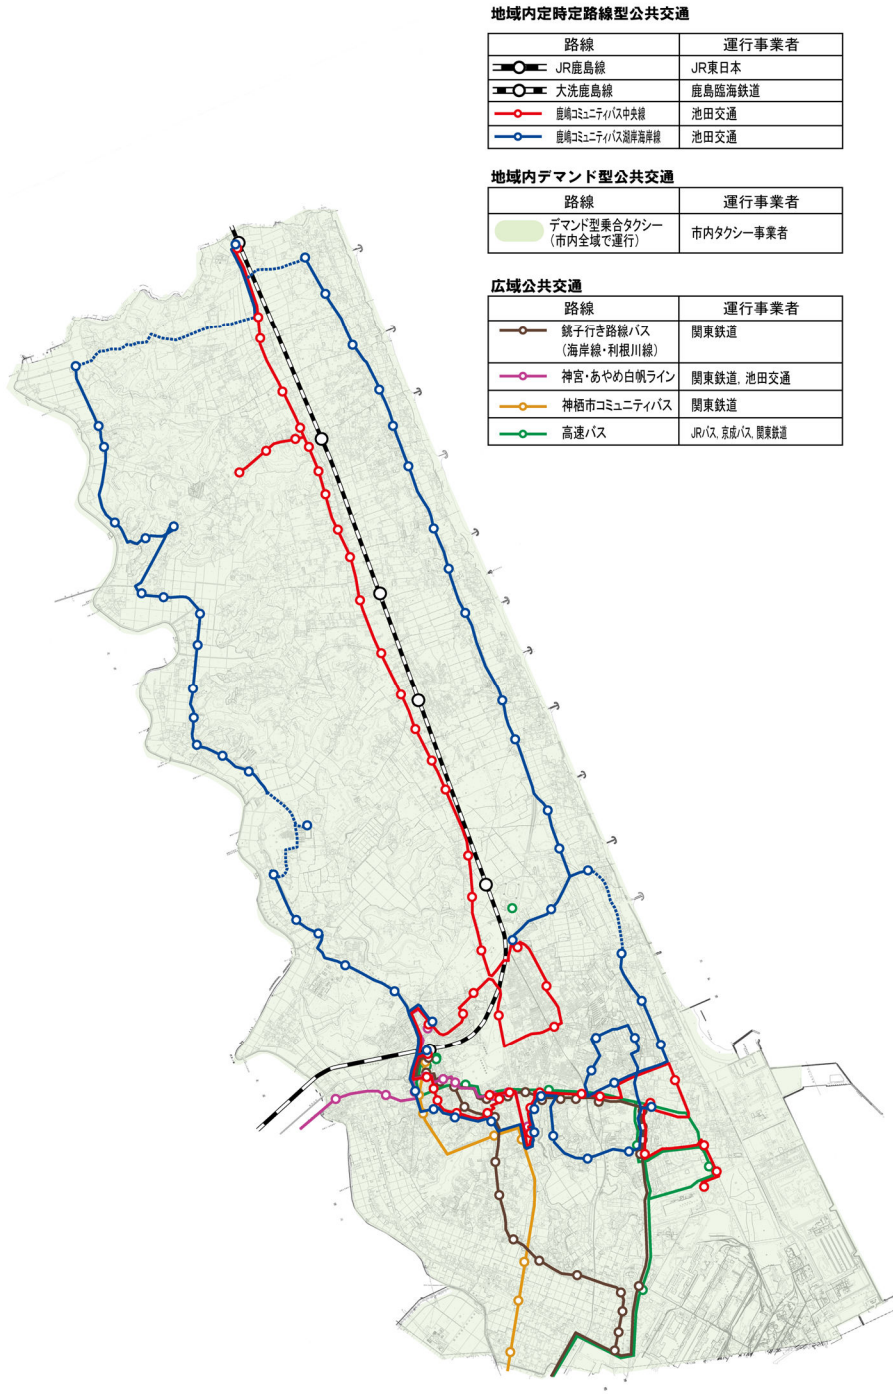 地域内定時定路線型公共交通
路線 運行事業者
JR鹿島線 JR東日本
大洗鹿島線 鹿島臨海鉄道
鹿嶋コミュニティバス中央線 池田交通
鹿嶋コミュニティバス湖岸海岸線 池田交通
地域内デマンド型公共交通
路線 運行事業者
デマンド型乗合タクシー
(市内全域で運行) 市内タクシー事業者
広域公共交通
路線 運行事業者
銚子行き路線バス 関東鉄道
(海岸線・利根川線)
神宮・あやめ白帆ライン 関東鉄道, 池田交通
神栖市コミュニティバス 関東鉄道
高速バス JRバス, 京成バス, 関東鉄道